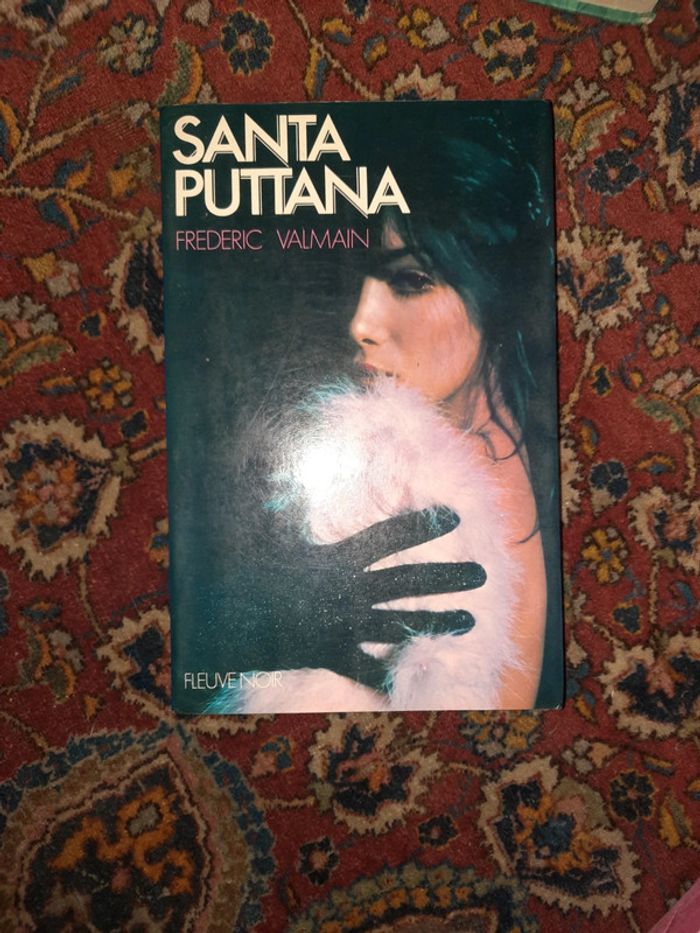 SANTA
PUTTANA
FREDERIC VALMAIN
FLEUVE NOIR